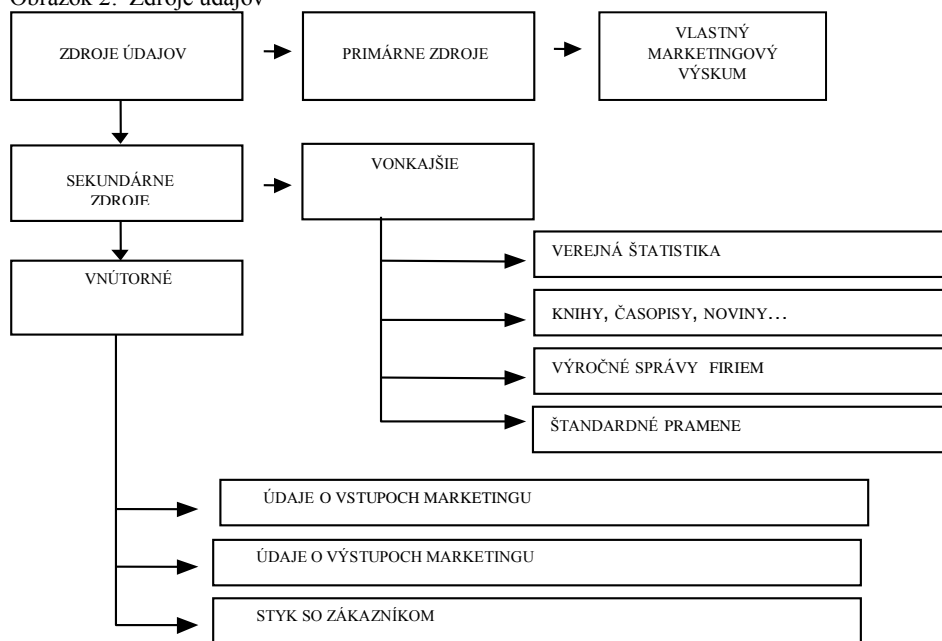 Obrázok 2: Zdroje údajov
ZDROJE ÚDAJOV
PRIMÁRNE ZDROJE
VLASTNÝ
MARKETINGOVÝ
VÝSKUM
SEKUNDÁRNE
ZDROJE
VONKAJŠIE
VEREJNÁ ŠTATISTIKA
VNÚTORNÉ
KNIHY, ČASOPISY, NOVINY…
VÝROČNÉ SPRÁVY FIRIEM
ŠTANDARDNÉ PRAMENE
ÚDAJE O VSTUPOCH MARKETINGU
ÚDAJE O VÝSTUPOCH MARKETINGU
STYK SO ZÁKAZNÍKOM